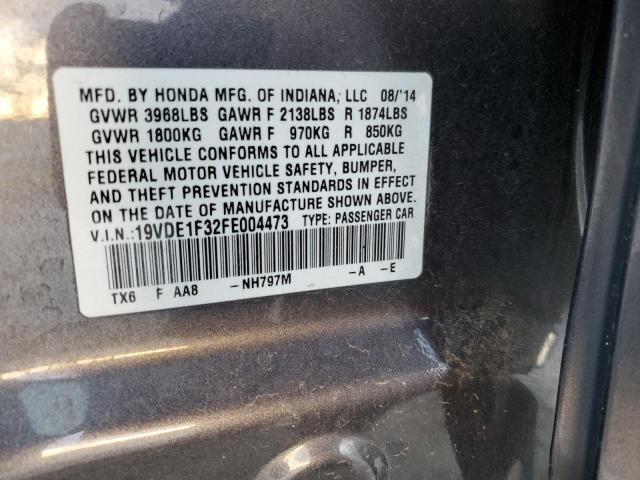 MFD. BY HONDA MFG. OF INDIANA, LLC 08/'14
GVWR 3968LBS GAWR F 2138LBS R 1874LBS
GVWR 1800KG GAWR F 970KG R 850KG
THIS VEHICLE CONFORMS TO ALL APPLICABLE
FEDERAL MOTOR VEHICLE SAFETY, BUMPER,
AND THEFT PREVENTION STANDARDS IN EFFECT
ON THE DATE OF MANUFACTURE SHOWN ABOVE.
V.I.N.:19VDE1F32FE004473 TYPE: PASSENGER CAR
TX6 F AA8 -NH797M -A -E